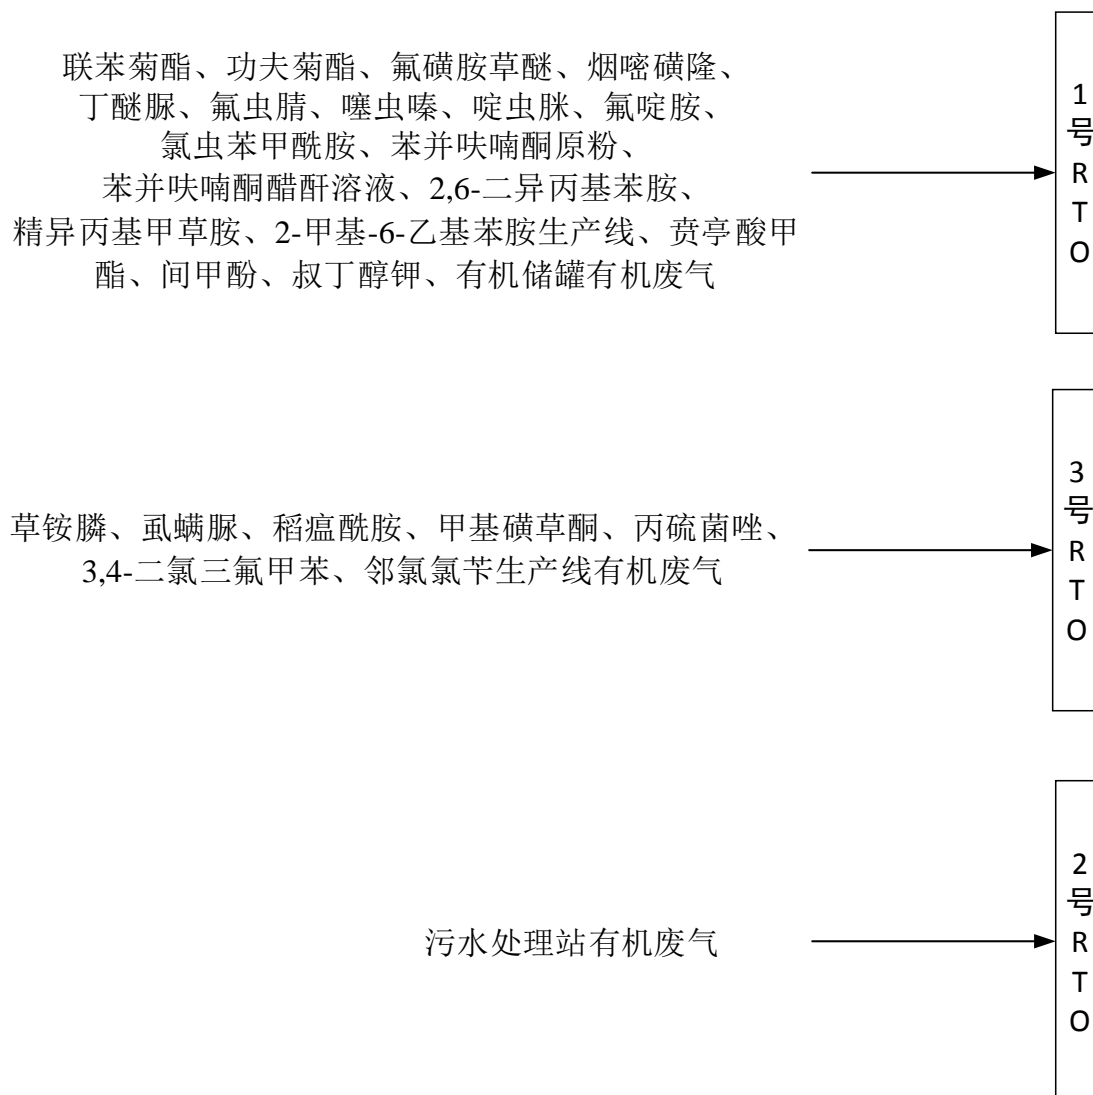 联苯菊酯、功夫菊酯、氟磺胺草醚、烟嘧磺隆、
丁醚脲、氟虫腈、噻虫嗪、啶虫脒、氟啶胺、
氯虫苯甲酰胺、苯并呋喃酮原粉、
苯并呋喃酮醋酐溶液、2,6-二异丙基苯胺、
精异丙基甲草胺、2-甲基-6-乙基苯胺生产线、贲亭酸甲
酯、间甲酚、叔丁醇钾、有机储罐有机废气
1
号
R
T
O
草铵膦、虱螨脲、稻瘟酰胺、甲基磺草酮、丙硫菌唑、
3,4-二氯三氟甲苯、邻氯氯苄生产线有机废气
3
号
R
T
O
污水处理站有机废气
2
号
R
T
O